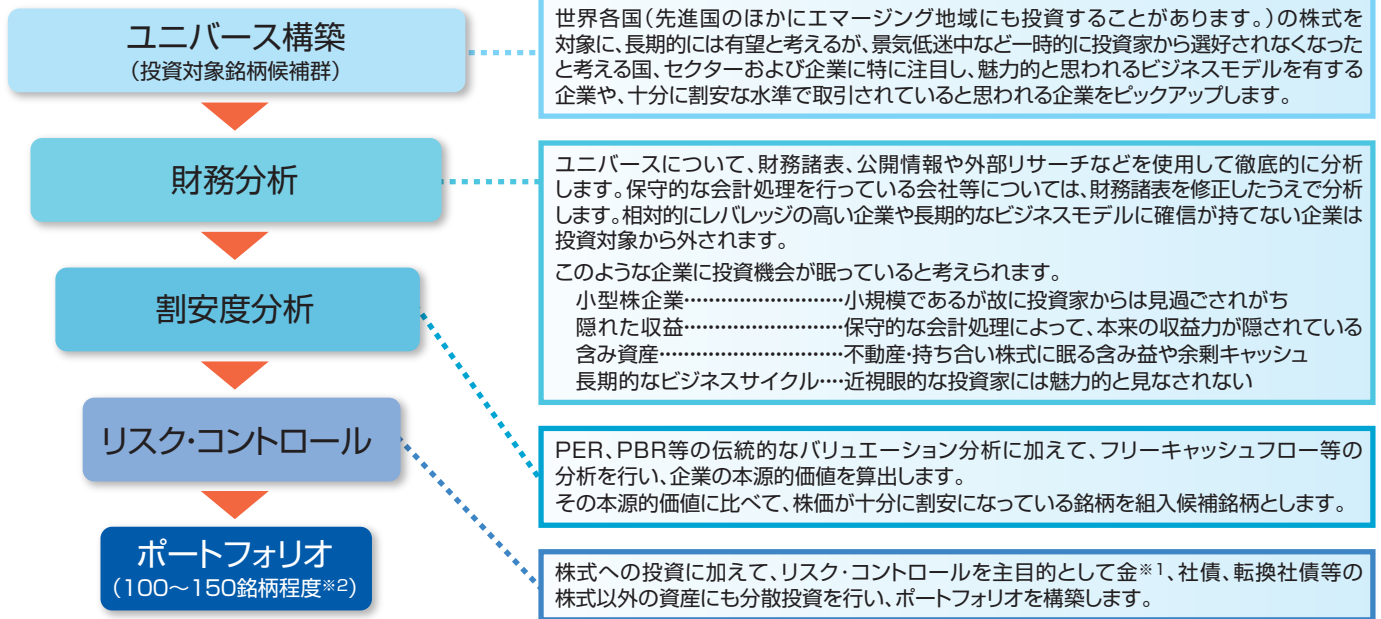 ユニバース構築
(投資対象銘柄候補群)
世界各国(先進国のほかにエマージング地域にも投資することがあります。)の株式を
対象に、長期的には有望と考えるが、景気低迷中など一時的に投資家から選好されなくなった
と考える国、セクターおよび企業に特に注目し、魅力的と思われるビジネスモデルを有する
企業や、十分に割安な水準で取引されていると思われる企業をピックアップします。
財務分析
ユニバースについて、財務諸表、公開情報や外部リサーチなどを使用して徹底的に分析
します。保守的な会計処理を行っている会社等については、財務諸表を修正したうえで分析
します。相対的にレバレッジの高い企業や長期的なビジネスモデルに確信が持てない企業は
投資対象から外されます。
このような企業に投資機会が眠っていると考えられます。
小型株企業…………………………小規模であるが故に投資家からは見過ごされがち
隠れた収益…………………………保守的な会計処理によって、本来の収益力が隠されている
含み資産……………………………不動産・持ち合い株式に眠る含み益や余剰キャッシュ
長期的なビジネスサイクル…‥近視眼的な投資家には魅力的と見なされない
割安度分析
PER、PBR等の伝統的なバリュエーション分析に加えて、フリーキャッシュフロー等の
分析を行い、企業の本源的価値を算出します。
その本源的価値に比べて、株価が十分に割安になっている銘柄を組入候補銘柄とします。
リスク・コントロール
株式への投資に加えて、リスク・コントロールを主目的として金※1、社債、転換社債等の
株式以外の資産にも分散投資を行い、ポートフォリオを構築します。
ポートフォリオ
(100〜150銘柄程度※2)